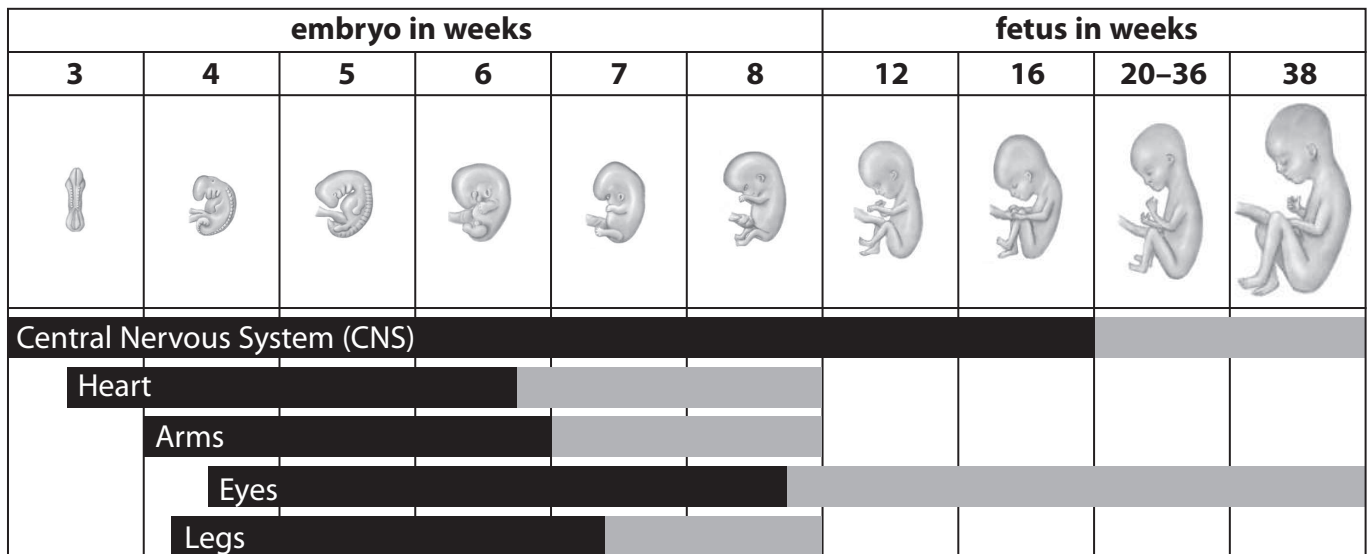 embryo in weeks fetus in weeks
3 4 5 6 7 8 12 16 20–36 38
Central Nervous System (CNS)
Heart
Arms
Eyes
Legs